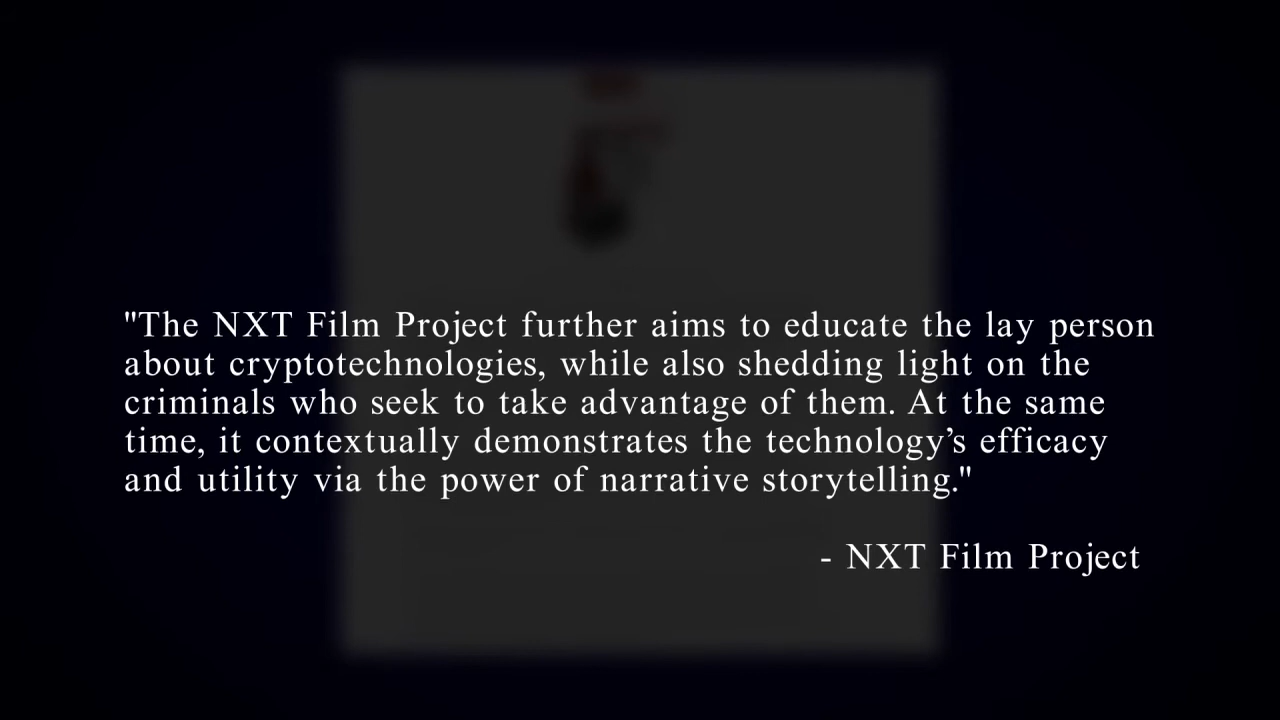 "The NXT Film Project further aims to educate the lay person
about cryptotechnologies, while also shedding light on the
criminals who seek to take advantage of them. At the same
time, it contextually demonstrates the technology’s efficacy
and utility via the power of narrative storytelling."
- NXT Film Project